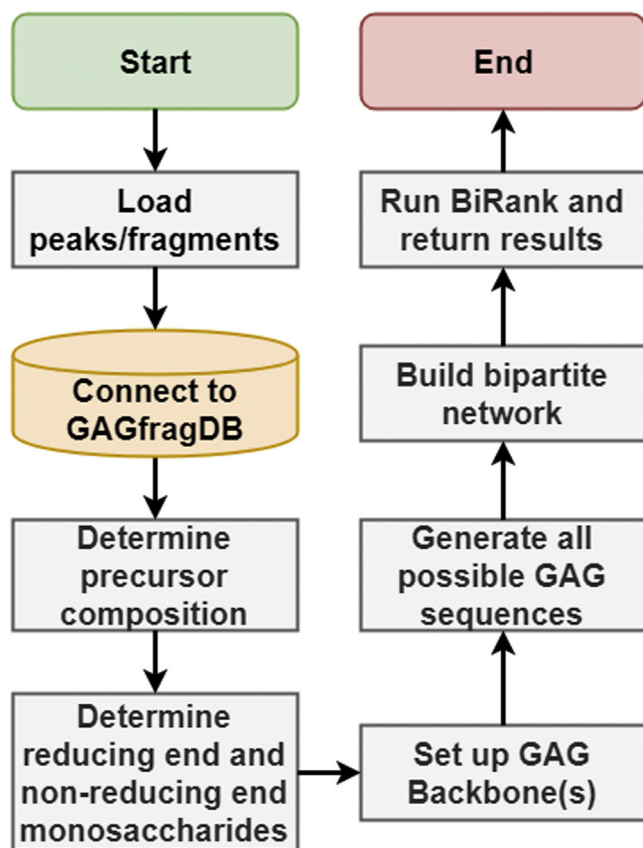 Start
Load
peaks/fragments
Connect to
GAGfragDB
Determine
precursor
composition
Determine
reducing end and
non-reducing end
monosaccharides
Set up GAG
Backbone(s)
Generate all
possible GAG
sequences
Build bipartite
network
Run BiRank and
return results
End